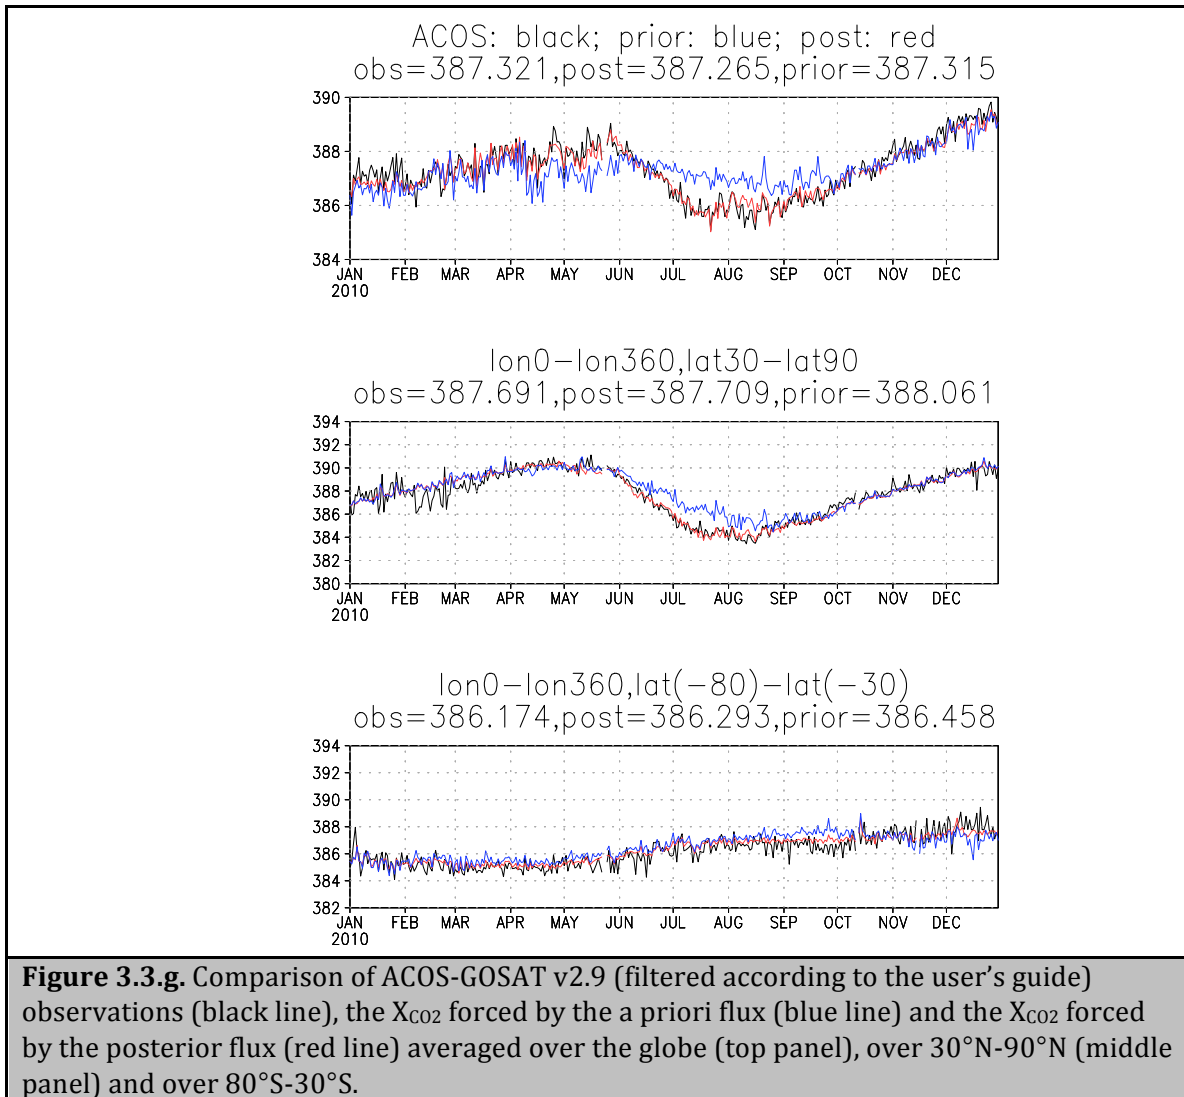 ACOS: black; prior: blue; post: red
obs=387.321,post=387.265,prior=387.315
390
388
386
384
JAN FEB MAR APR MAY JUN JUL AUG SEP OCT NOV DEC
2010
lon0-lon360,lat30-lat90
obs=387.691,post=387.709,prior=388.061
394
392
390
388
386
384
382
380
JAN FEB MAR APR MAY JUN JUL AUG SEP OCT NOV DEC
2010
lon0-lon360,lat(-80)-lat(-30)
obs=386.174,post=386.293,prior=386.458
394
392
390
388
386
384
382
JAN FEB MAR APR MAY JUN JUL AUG SEP OCT NOV DEC
2010
Figure 3.3.g. Comparison of ACOS-GOSAT v2.9 (filtered according to the user’s guide)
observations (black line), the XCO2 forced by the a priori flux (blue line) and the XCO2 forced
by the posterior flux (red line) averaged over the globe (top panel), over 30°N-90°N (middle
panel) and over 80°S-30°S.